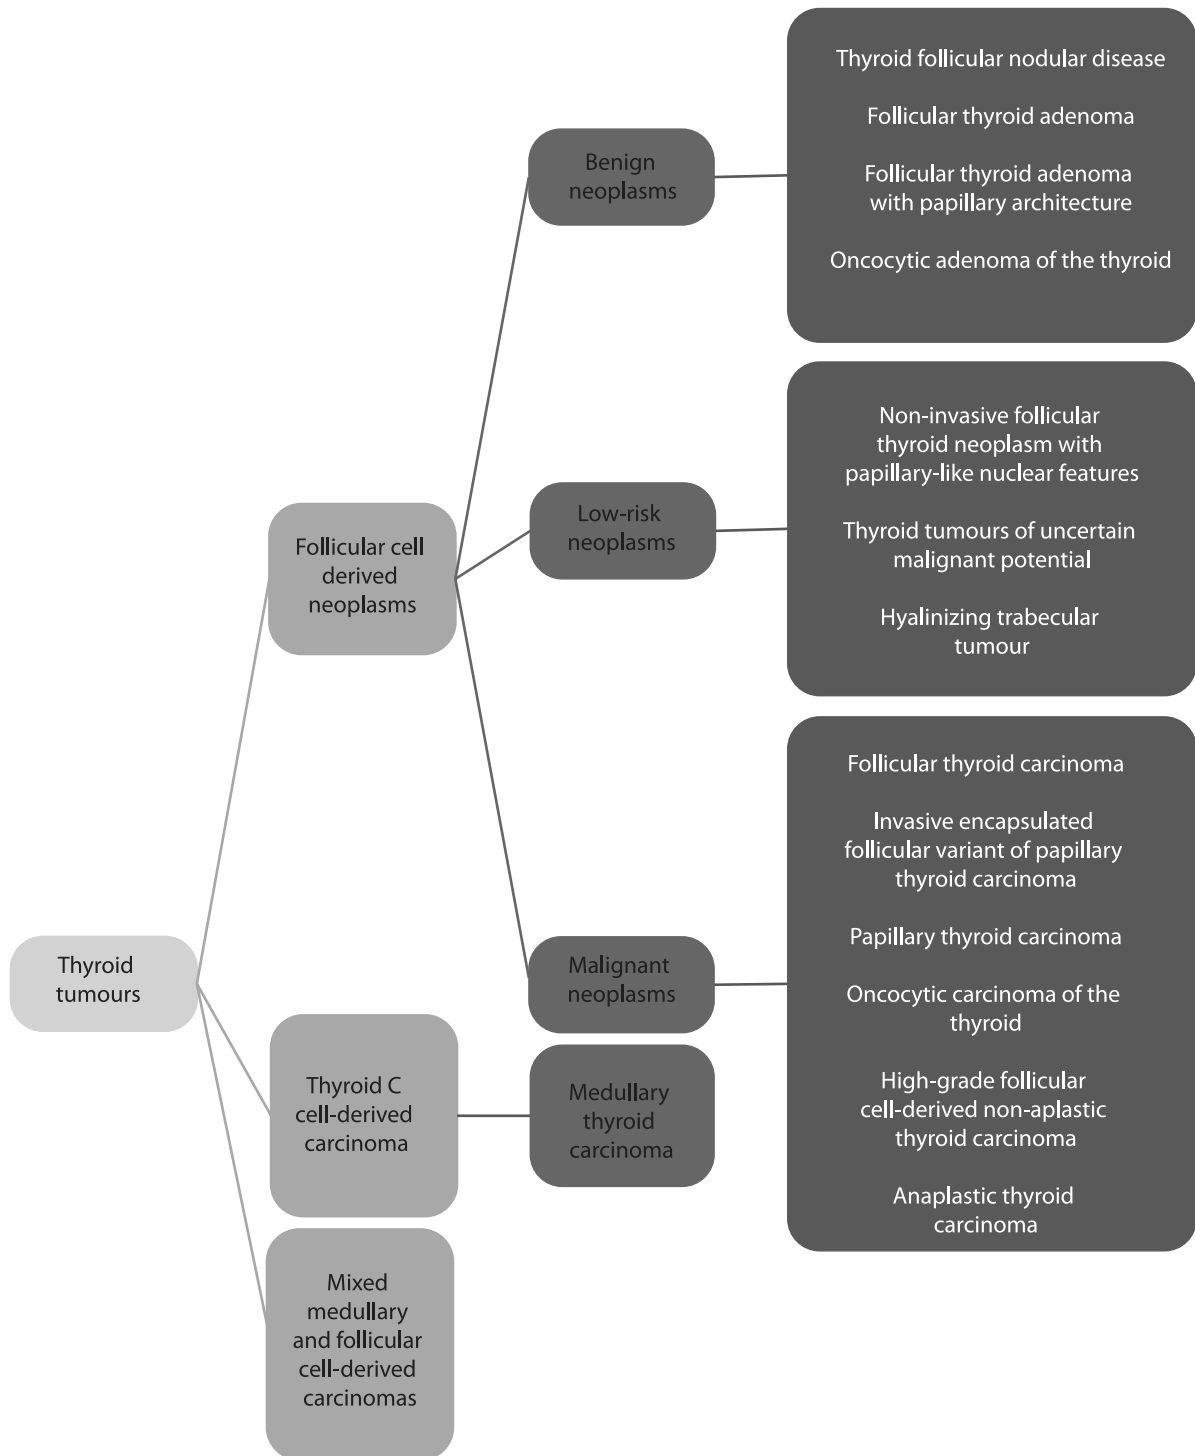 Thyroid follicular nodular disease
Follicular thyroid adenoma
Follicular thyroid adenoma
with papillary architecture
Oncocytic adenoma of the thyroid
Benign
neoplasms
Non-invasive follicular
thyroid neoplasm with
papillary-like nuclear features
Thyroid tumours of uncertain
malignant potential
Hyalinizing trabecular
tumour
Low-risk
neoplasms
Follicular cell
derived
neoplasms
Follicular thyroid carcinoma
Invasive encapsulated
follicular variant of papillary
thyroid carcinoma
Papillary thyroid carcinoma
Oncocytic carcinoma of the
thyroid
High-grade follicular
cell-derived non-aplastic
thyroid carcinoma
Anaplastic thyroid
carcinoma
Malignant
neoplasms
Thyroid
tumours
Thyroid C
cell-derived
carcinoma
Medullary
thyroid
carcinoma
Mixed
medullary
and follicular
cell-derived
carcinomas